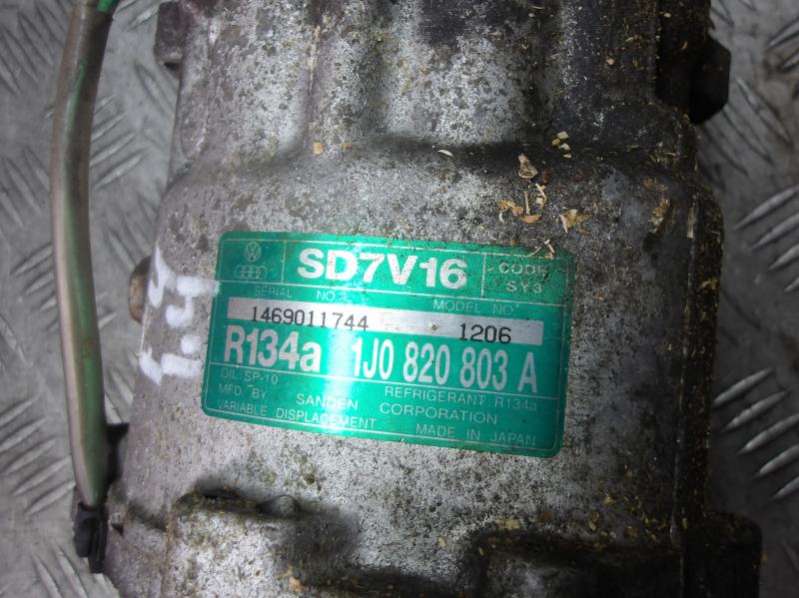 SD7V16
CODE
SY3
SERIAL NO.
MODEL NO.
1469011744
1206
R134a
1J0 820 803 A
OIL: SP-10
REFRIGERANT: R134a
MFD. BY SANDEN CORPORATION
VARIABLE DISPLACEMENT
MADE IN JAPAN